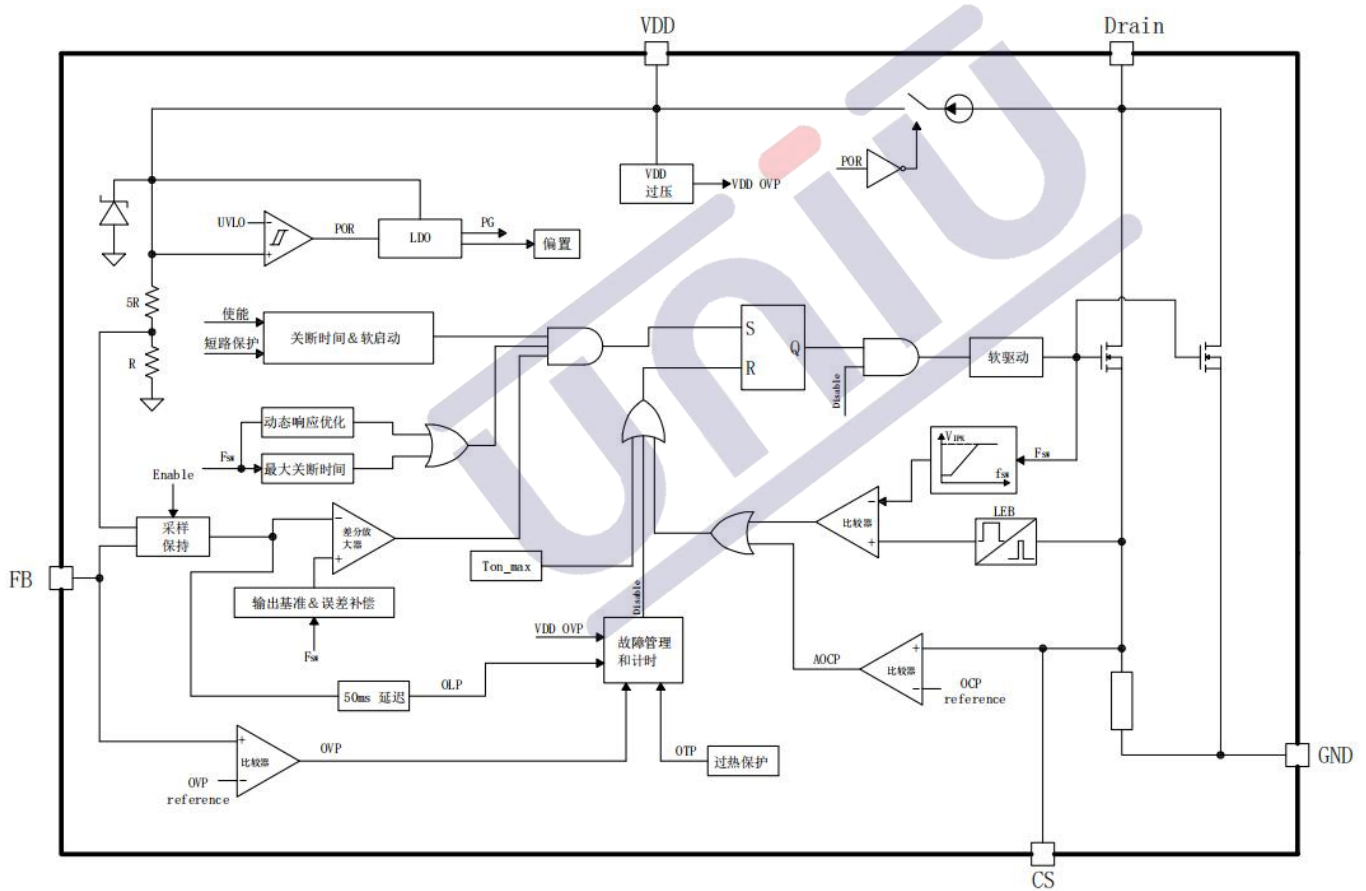 VDD
Drain
VDD
过压
VDD OVP
POR
UVLO
POR
LDO
PG
偏置
5R
R
使能
短路保护
关断时间&软启动
S
R
Q
Disable
软驱动
动态响应优化
Fsw
最大关断时间
VIPK
fsw
Fsw
Enable
采样
保持
差分放
大器
比较器
LEB
FB
Ton_max
输出基准&误差补偿
Fsw
Disable
VDD OVP
故障管理
和计时
AOCP
比较器
OCP
reference
50ms 延迟
OLP
OVP
比较器
OVP
reference
OTP
过热保护
GND
CS
uniu